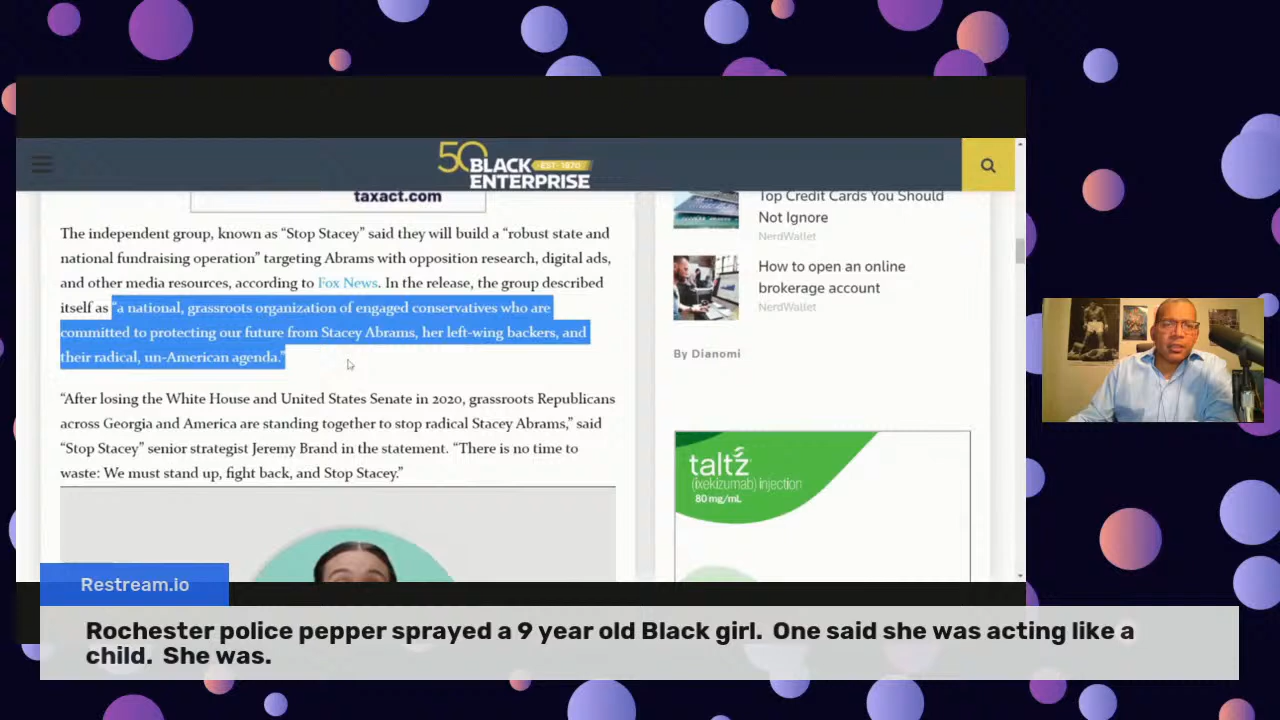 50
BLACK EST. 1970
ENTERPRISE
taxact.com
The independent group, known as “Stop Stacey” said they will build a “robust state and
national fundraising operation” targeting Abrams with opposition research, digital ads,
and other media resources, according to Fox News. In the release, the group described
itself as “a national, grassroots organization of engaged conservatives who are
committed to protecting our future from Stacey Abrams, her left-wing backers, and
their radical, un-American agenda.”
“After losing the White House and United States Senate in 2020, grassroots Republicans
across Georgia and America are standing together to stop radical Stacey Abrams,” said
“Stop Stacey” senior strategist Jeremy Brand in the statement. “There is no time to
waste: We must stand up, fight back, and Stop Stacey.”
Top Credit Cards You Should
Not Ignore
NerdWallet
How to open an online
brokerage account
NerdWallet
By Dianomi
taltz
(ixekizumab) injection
80 mg/mL
Restream.io
Rochester police pepper sprayed a 9 year old Black girl.  One said she was acting like a
child.  She was.